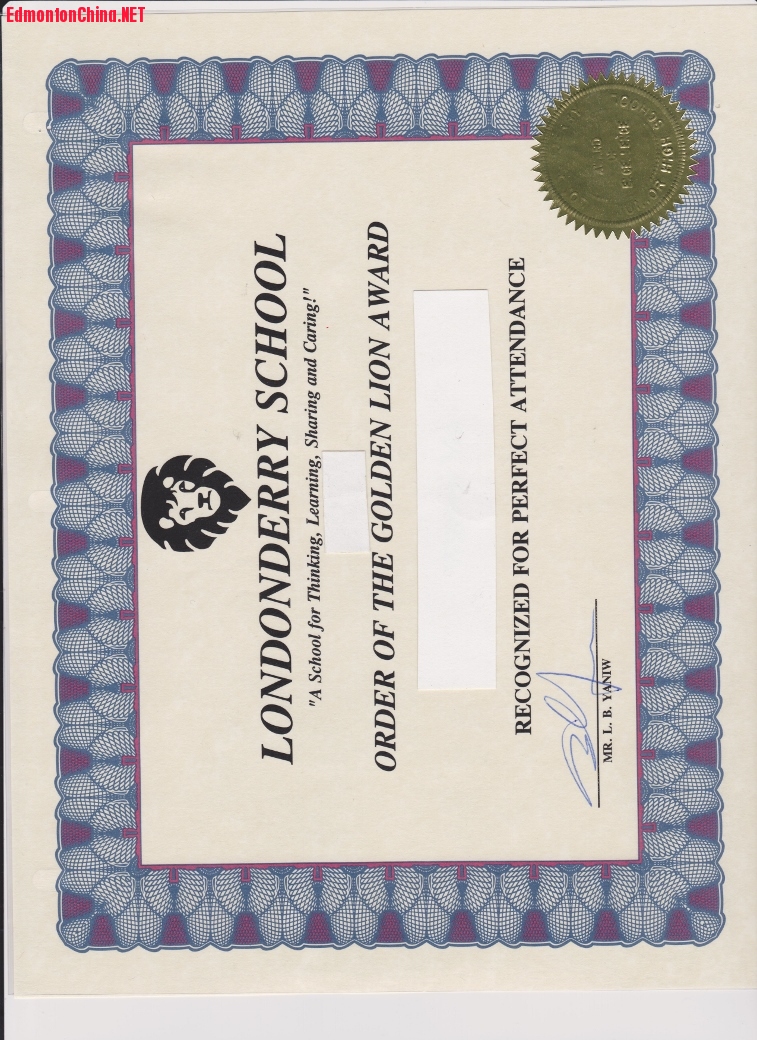 EdmontonChina.NET
LONDONDERRY SCHOOL
"A School for Thinking, Learning, Sharing and Caring!"
ORDER OF THE GOLDEN LION AWARD
RECOGNIZED FOR PERFECT ATTENDANCE
MR. L. B. YANIW